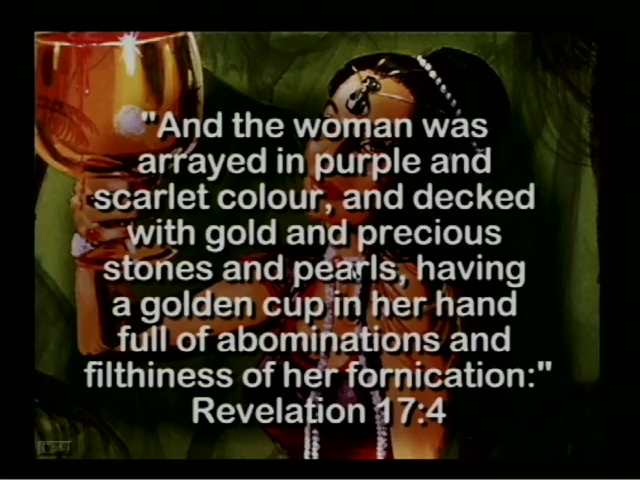 "And the woman was
arrayed in purple and
scarlet colour, and decked
with gold and precious
stones and pearls, having
a golden cup in her hand
full of abominations and
filthiness of her fornication:"
Revelation 17:4